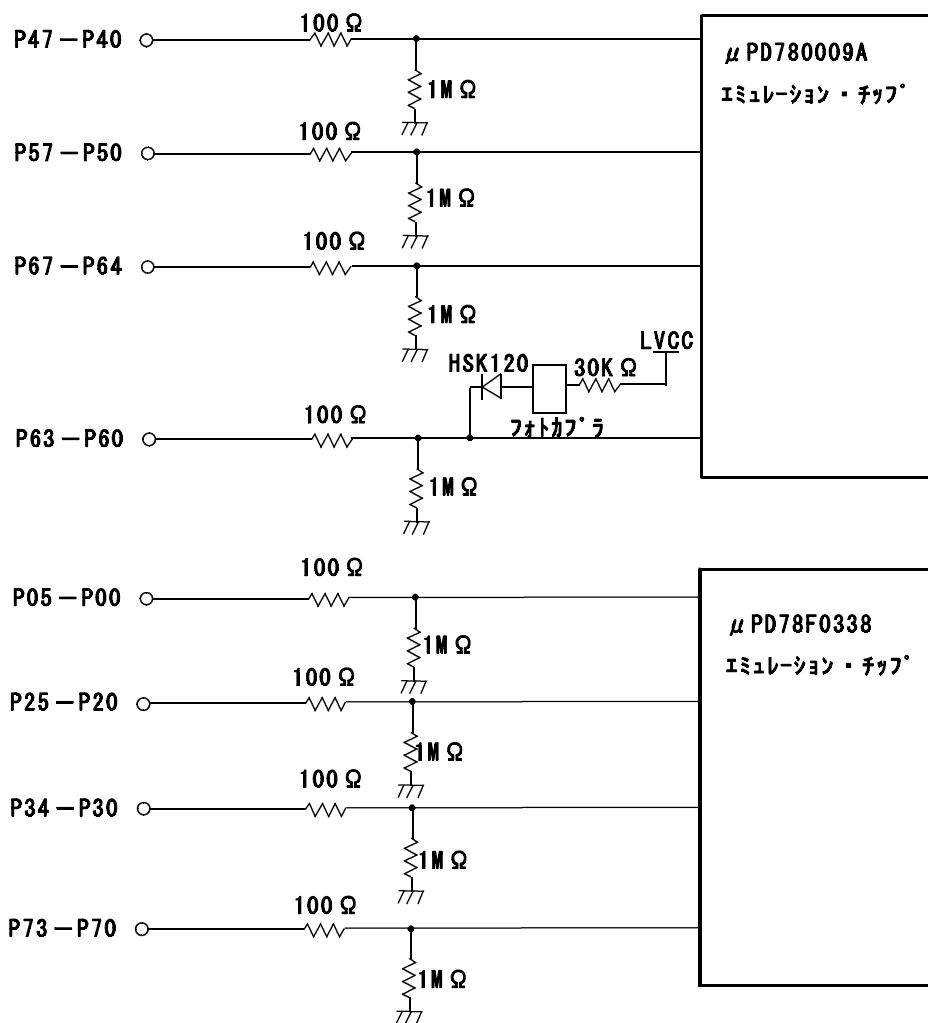 100Ω
P47－P40
μPD780009A
エミュレーション・チップ
1MΩ
100Ω
P57－P50
1MΩ
100Ω
P67－P64
1MΩ
LVCC
HSK120
30KΩ
100Ω
フォトカプラ
P63－P60
1MΩ
100Ω
P05－P00
μPD78F0338
エミュレーション・チップ
1MΩ
100Ω
P25－P20
1MΩ
100Ω
P34－P30
1MΩ
100Ω
P73－P70
1MΩ